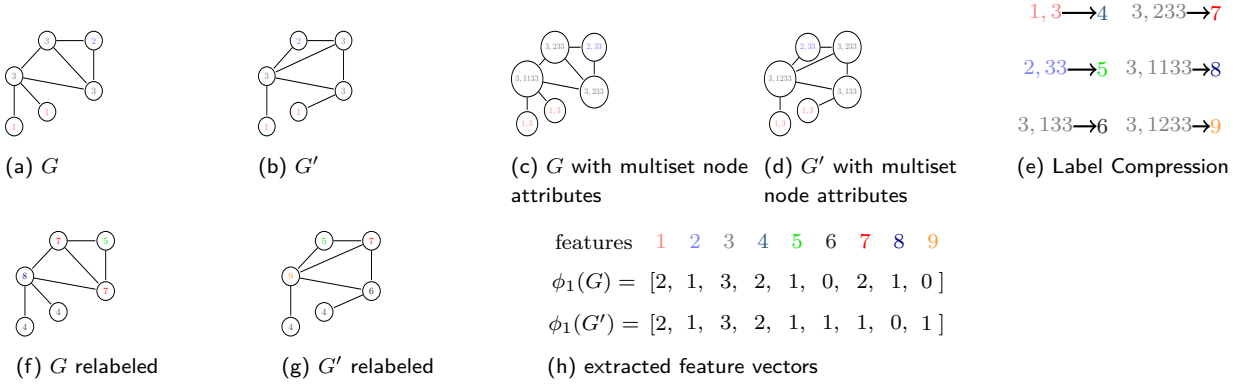 3 2
3
3
1
1
(a) G
2 3
3
3
1
1
(b) G′
3,233 2,33
3,1133
3,233
1,3
1,3
(c) G with multiset node
attributes
2,33 3,233
3,1233
3,133
1,3
1,3
(d) G′ with multiset
node attributes
1,3→4 3,233→7
2,33→5 3,1133→8
3,133→6 3,1233→9
(e) Label Compression
7 5
8
7
4
4
(f) G relabeled
5 7
9
6
4
4
(g) G′ relabeled
features 1 2 3 4 5 6 7 8 9
ϕ₁(G) = [2, 1, 3, 2, 1, 0, 2, 1, 0 ]
ϕ₁(G′) = [2, 1, 3, 2, 1, 1, 1, 0, 1 ]
(h) extracted feature vectors